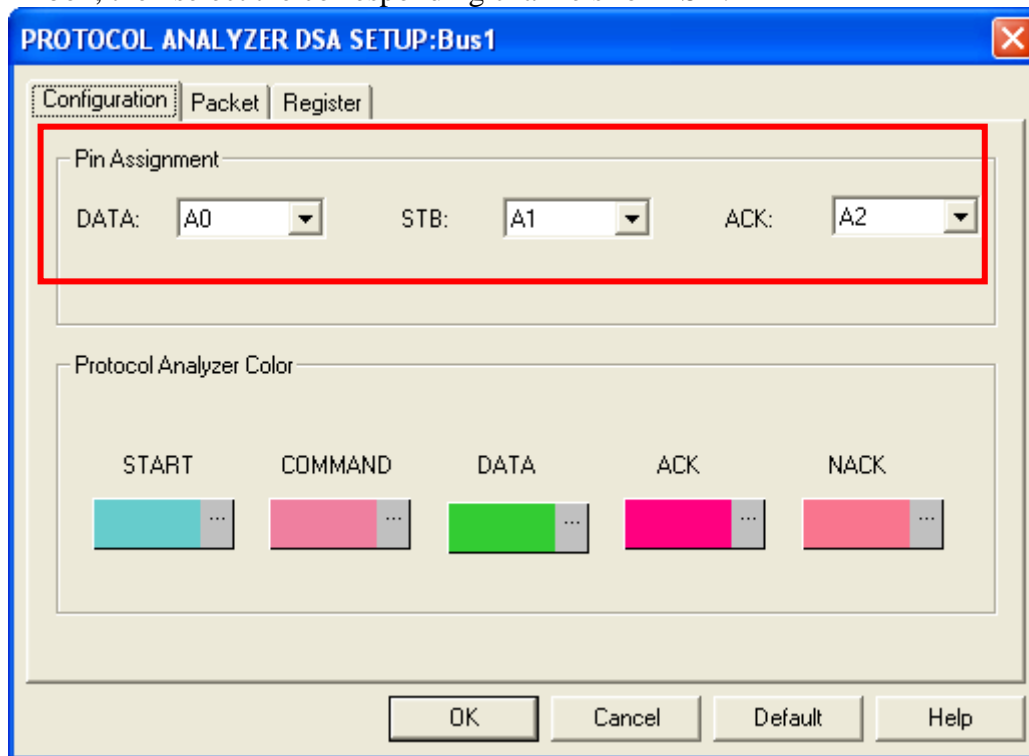 PROTOCOL ANALYZER DSA SETUP:Bus1
Configuration Packet Register
Pin Assignment
DATA: A0 STB: A1 ACK: A2
Protocol Analyzer Color
START COMMAND DATA ACK NACK
... ... ... ... ...
OK Cancel Default Help